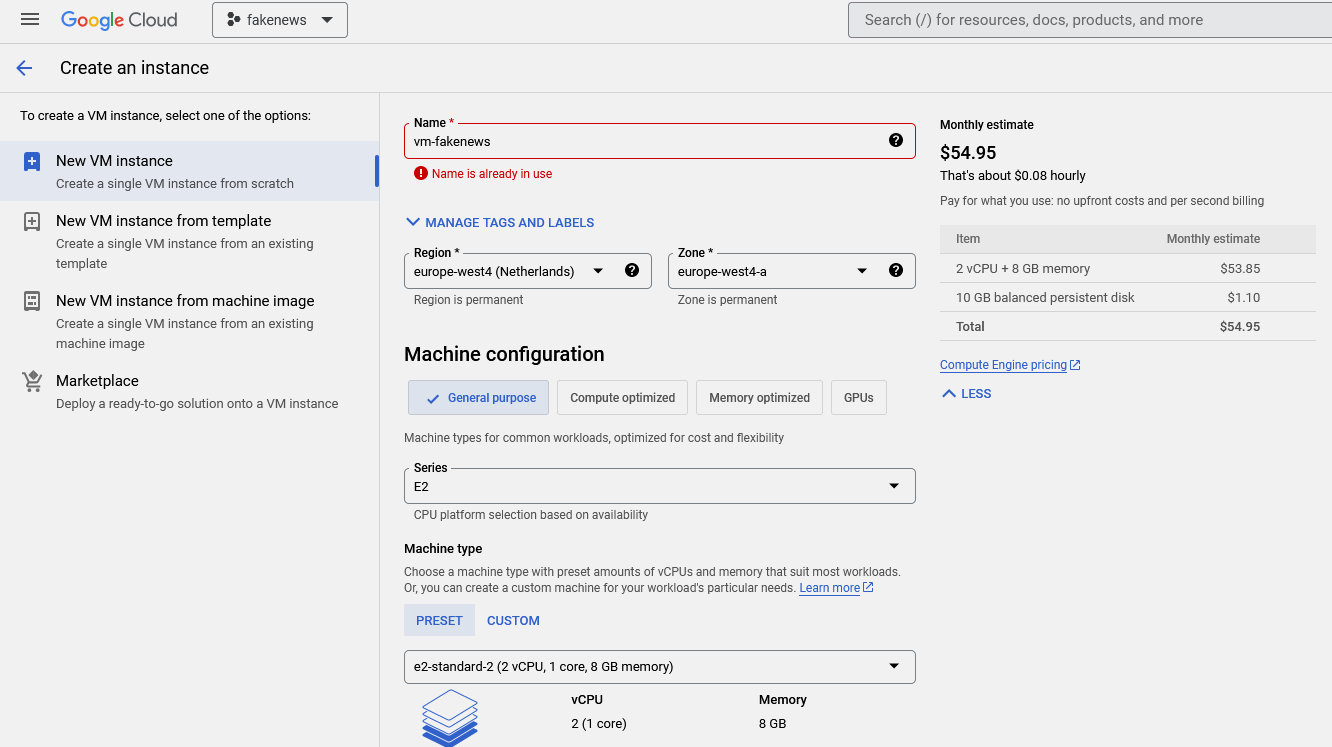 Google Cloud
fakenews
Search (/) for resources, docs, products, and more
Create an instance
To create a VM instance, select one of the options:
New VM instance
Create a single VM instance from scratch
New VM instance from template
Create a single VM instance from an existing
template
New VM instance from machine image
Create a single VM instance from an existing
machine image
Marketplace
Deploy a ready-to-go solution onto a VM instance
Name *
vm-fakenews
Name is already in use
MANAGE TAGS AND LABELS
Region *
europe-west4 (Netherlands)
Region is permanent
Zone *
europe-west4-a
Zone is permanent
Machine configuration
General purpose
Compute optimized
Memory optimized
GPUs
Machine types for common workloads, optimized for cost and flexibility
Series
E2
CPU platform selection based on availability
Machine type
Choose a machine type with preset amounts of vCPUs and memory that suit most workloads.
Or, you can create a custom machine for your workload's particular needs. Learn more
PRESET
CUSTOM
e2-standard-2 (2 vCPU, 1 core, 8 GB memory)
vCPU
2 (1 core)
Memory
8 GB
Monthly estimate
$54.95
That's about $0.08 hourly
Pay for what you use: no upfront costs and per second billing
Item Monthly estimate
2 vCPU + 8 GB memory $53.85
10 GB balanced persistent disk $1.10
Total $54.95
Compute Engine pricing
LESS